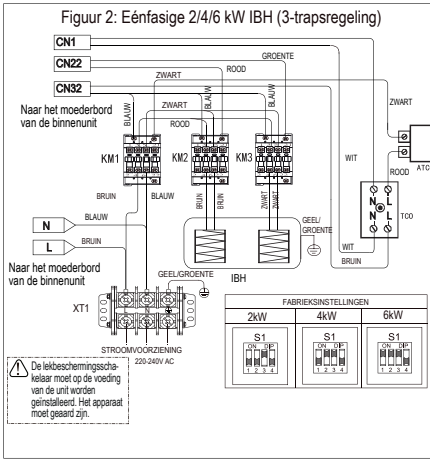 Figuur 2: Eénfasige 2/4/6 kW IBH (3-trapsregeling)
CN1
CN22
CN32
GROENTE
ROOD
ZWART
BLAUW
ZWART
BLAUW
BLAUW
ROOD
ZWART
Naar het moederbord
van de binnenunit
KM1
KM2
KM3
WIT
ROOD
ATCO
BRUIN
BLAUW
BRUIN
BRUIN
ZWART
ZWART
N L
N L
TCO
N
BLAUW
L
BRUIN
GEEL/
GROENTE
WIT
BRUIN
Naar het moederbord
van de binnenunit
GEEL/GROENTE
IBH
XT1
L N
STROOMVOORZIENING
220-240V AC
FABRIEKSINSTELLINGEN
2kW 4kW 6kW
S1 S1 S1
ON DIP ON DIP ON DIP
1 2 3 4 1 2 3 4 1 2 3 4
De lekbeschermingsscha-
kelaar moet op de voeding
van de unit worden
geïnstalleerd. Het apparaat
moet geaard zijn.